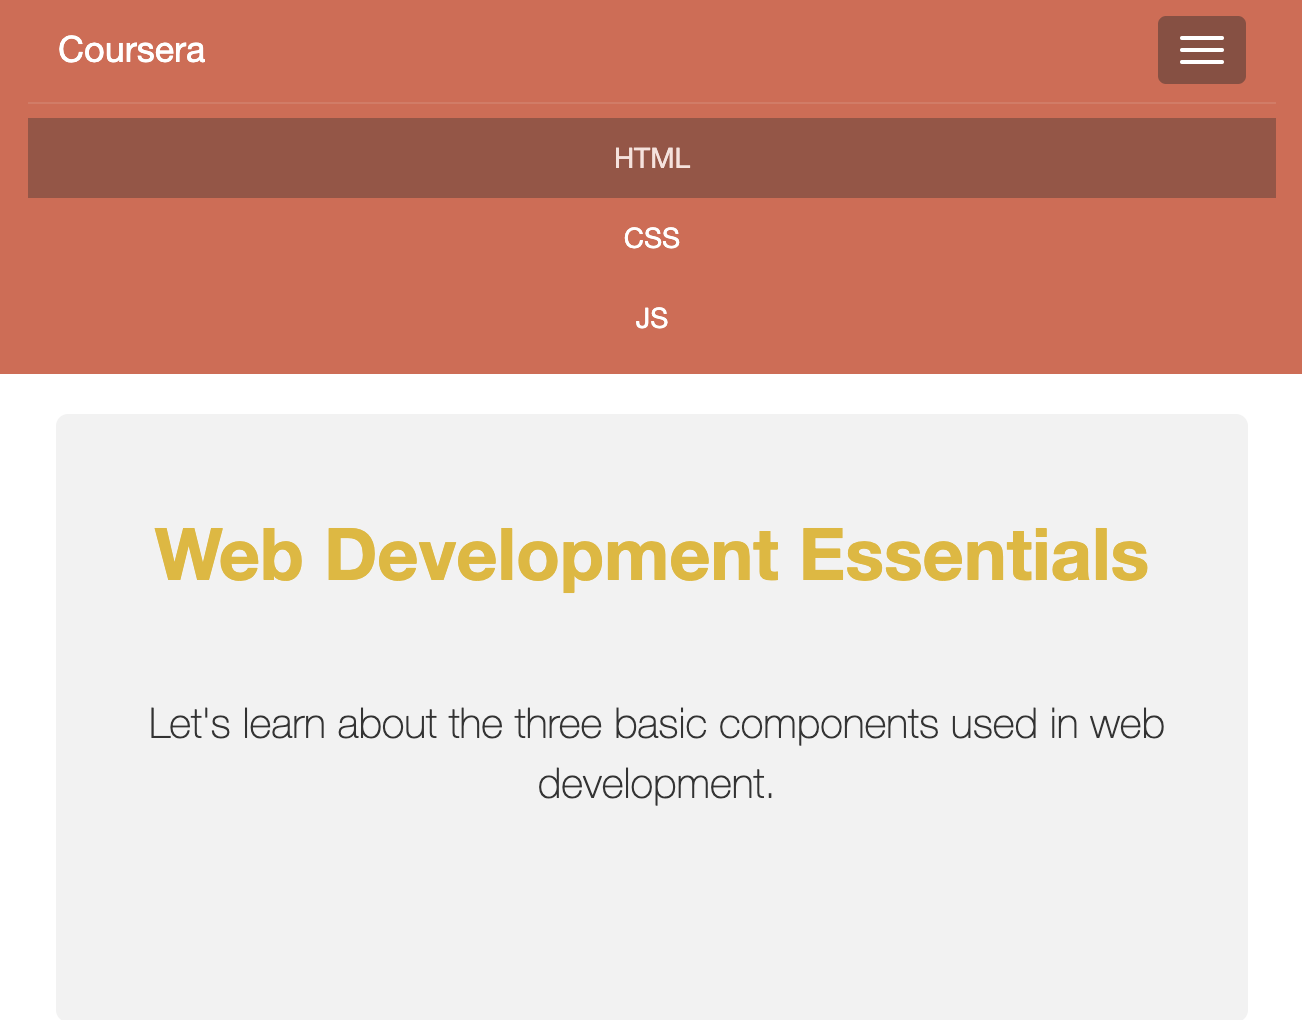 Coursera
HTML
CSS
JS
Web Development Essentials
Let's learn about the three basic components used in web
development.